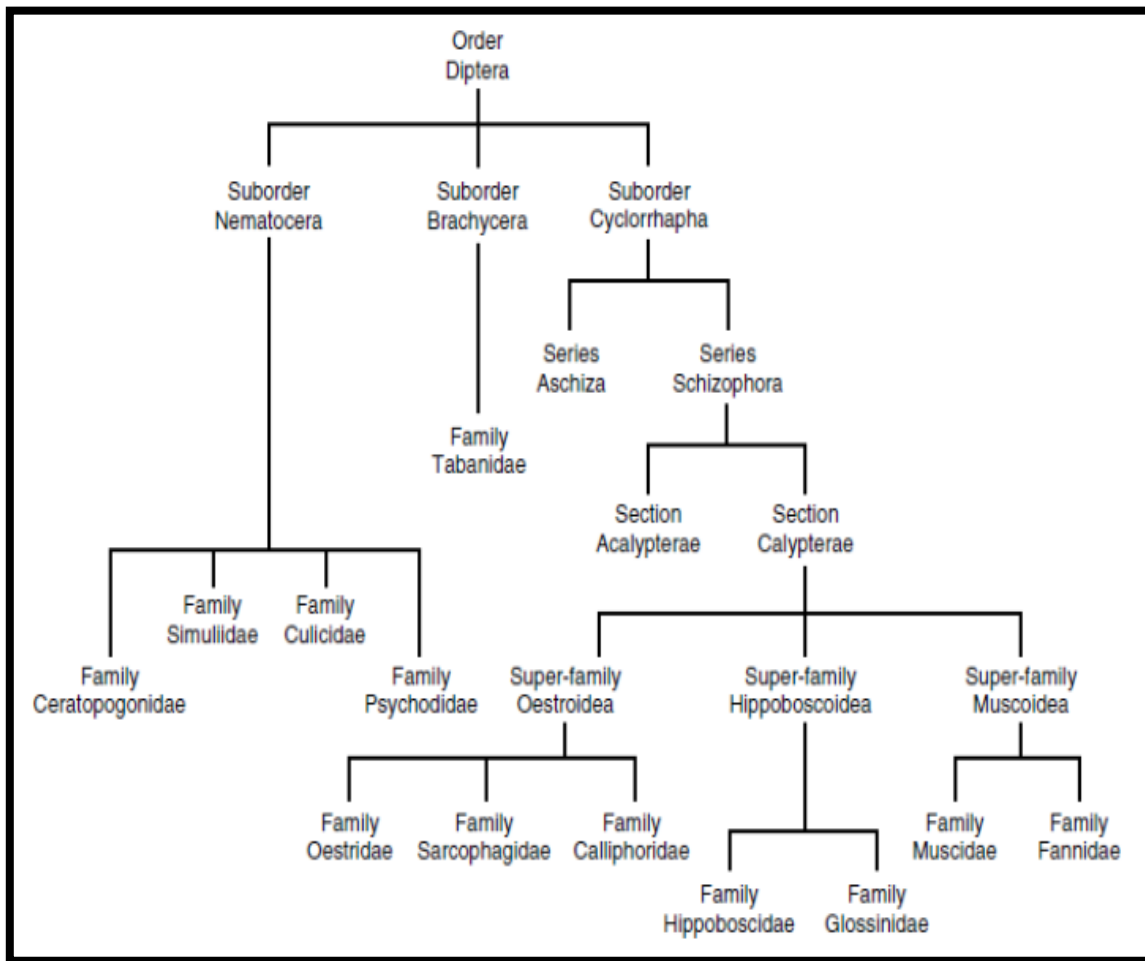 Order
Diptera
Suborder
Nematocera
Suborder
Brachycera
Suborder
Cyclorrhapha
Series
Aschiza
Series
Schizophora
Family
Tabanidae
Section
Acalypterae
Section
Calypterae
Family
Simuliidae
Family
Culicidae
Family
Ceratopogonidae
Family
Psychodidae
Super-family
Oestroidea
Super-family
Hippoboscoidea
Super-family
Muscoidea
Family
Oestridae
Family
Sarcophagidae
Family
Calliphoridae
Family
Muscidae
Family
Fannidae
Family
Hippoboscidae
Family
Glossinidae